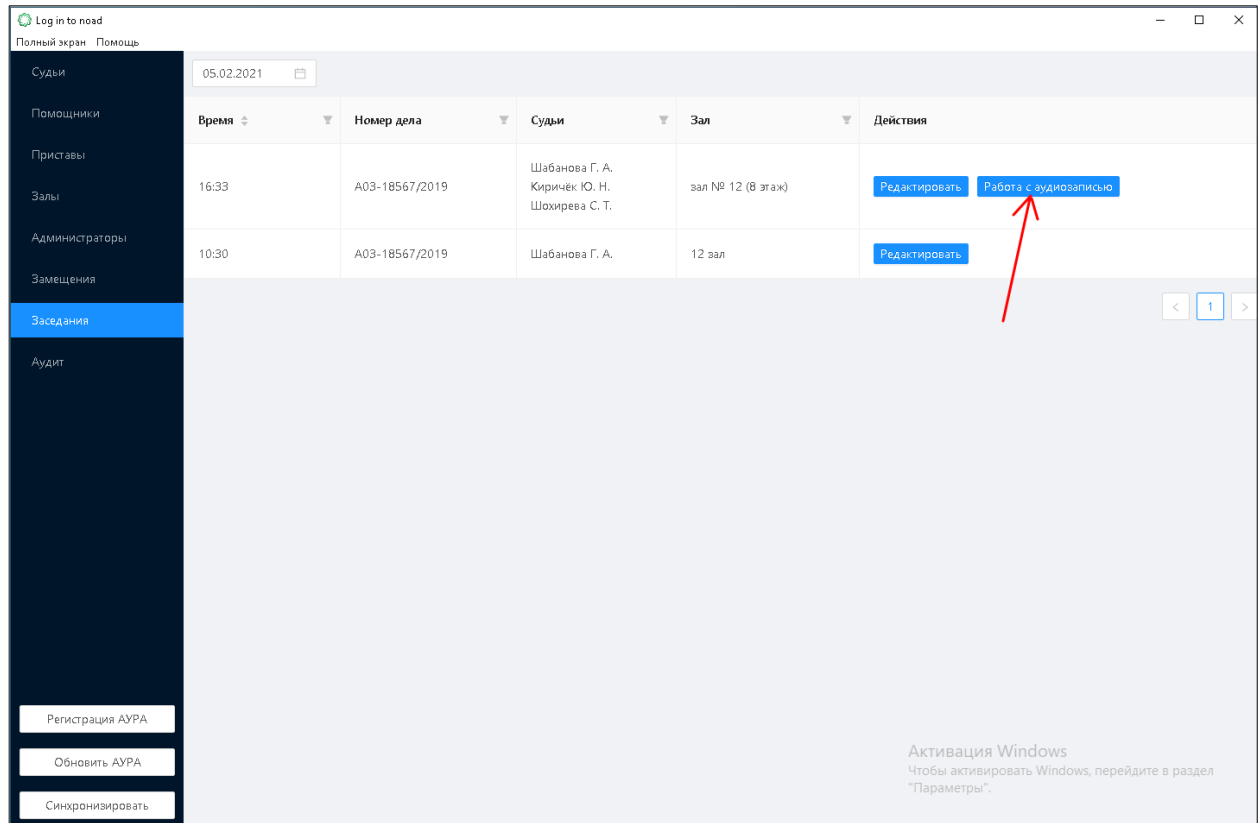 Log in to noad
Полный экран Помощь
Судьи
Помощники
Приставы
Залы
Администраторы
Замещения
Заседания
Аудит
Регистрация АУРА
Обновить АУРА
Синхронизировать
05.02.2021
Время Номер дела Судьи Зал Действия
16:33 А03-18567/2019 Шабанова Г. А. зал № 12 (8 этаж) Редактировать Работа с аудиозаписью
Киричёк Ю. Н.
Шохирева С. Т.
10:30 А03-18567/2019 Шабанова Г. А. 12 зал Редактировать
< 1 >
Активация Windows
Чтобы активировать Windows, перейдите в раздел
"Параметры".